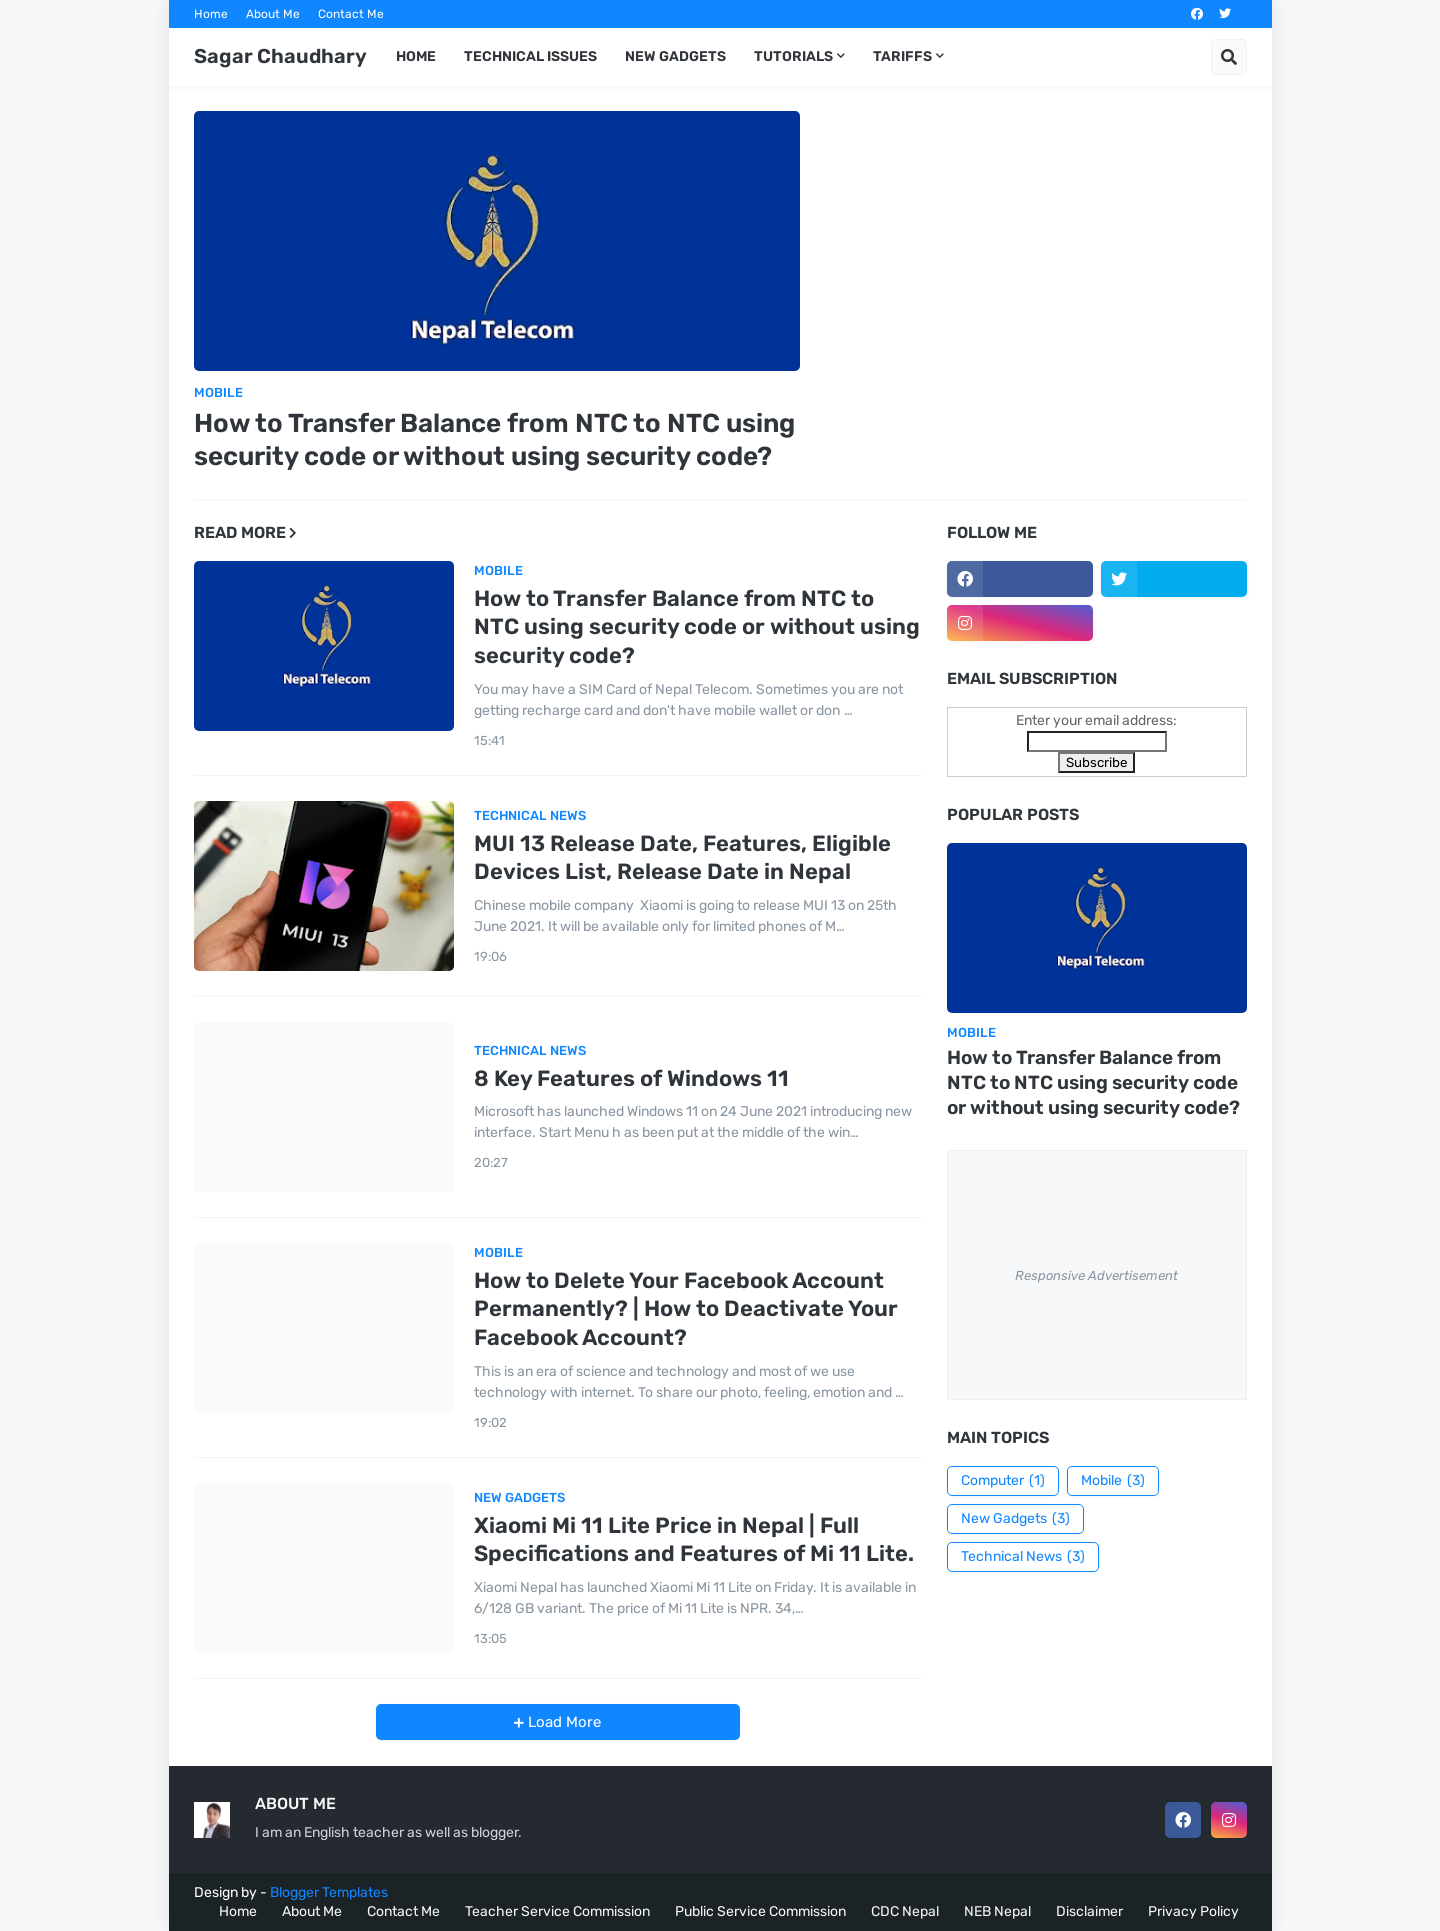 Home About Me Contact Me
Sagar Chaudhary HOME TECHNICAL ISSUES NEW GADGETS TUTORIALS TARIFFS
Nepal Telecom
MOBILE
How to Transfer Balance from NTC to NTC using
security code or without using security code?
READ MORE
Nepal Telecom
MOBILE
How to Transfer Balance from NTC to
NTC using security code or without using
security code?
You may have a SIM Card of Nepal Telecom. Sometimes you are not
getting recharge card and don't have mobile wallet or don …
15:41
MIUI 13
TECHNICAL NEWS
MUI 13 Release Date, Features, Eligible
Devices List, Release Date in Nepal
Chinese mobile company Xiaomi is going to release MUI 13 on 25th
June 2021. It will be available only for limited phones of M…
19:06
TECHNICAL NEWS
8 Key Features of Windows 11
Microsoft has launched Windows 11 on 24 June 2021 introducing new
interface. Start Menu h as been put at the middle of the win…
20:27
MOBILE
How to Delete Your Facebook Account
Permanently? | How to Deactivate Your
Facebook Account?
This is an era of science and technology and most of we use
technology with internet. To share our photo, feeling, emotion and …
19:02
NEW GADGETS
Xiaomi Mi 11 Lite Price in Nepal | Full
Specifications and Features of Mi 11 Lite.
Xiaomi Nepal has launched Xiaomi Mi 11 Lite on Friday. It is available in
6/128 GB variant. The price of Mi 11 Lite is NPR. 34,…
13:05
Load More
FOLLOW ME
EMAIL SUBSCRIPTION
Enter your email address:
Subscribe
POPULAR POSTS
Nepal Telecom
MOBILE
How to Transfer Balance from
NTC to NTC using security code
or without using security code?
Responsive Advertisement
MAIN TOPICS
Computer (1) Mobile (3)
New Gadgets (3)
Technical News (3)
ABOUT ME
I am an English teacher as well as blogger.
Design by - Blogger Templates
Home About Me Contact Me Teacher Service Commission Public Service Commission CDC Nepal NEB Nepal Disclaimer Privacy Policy